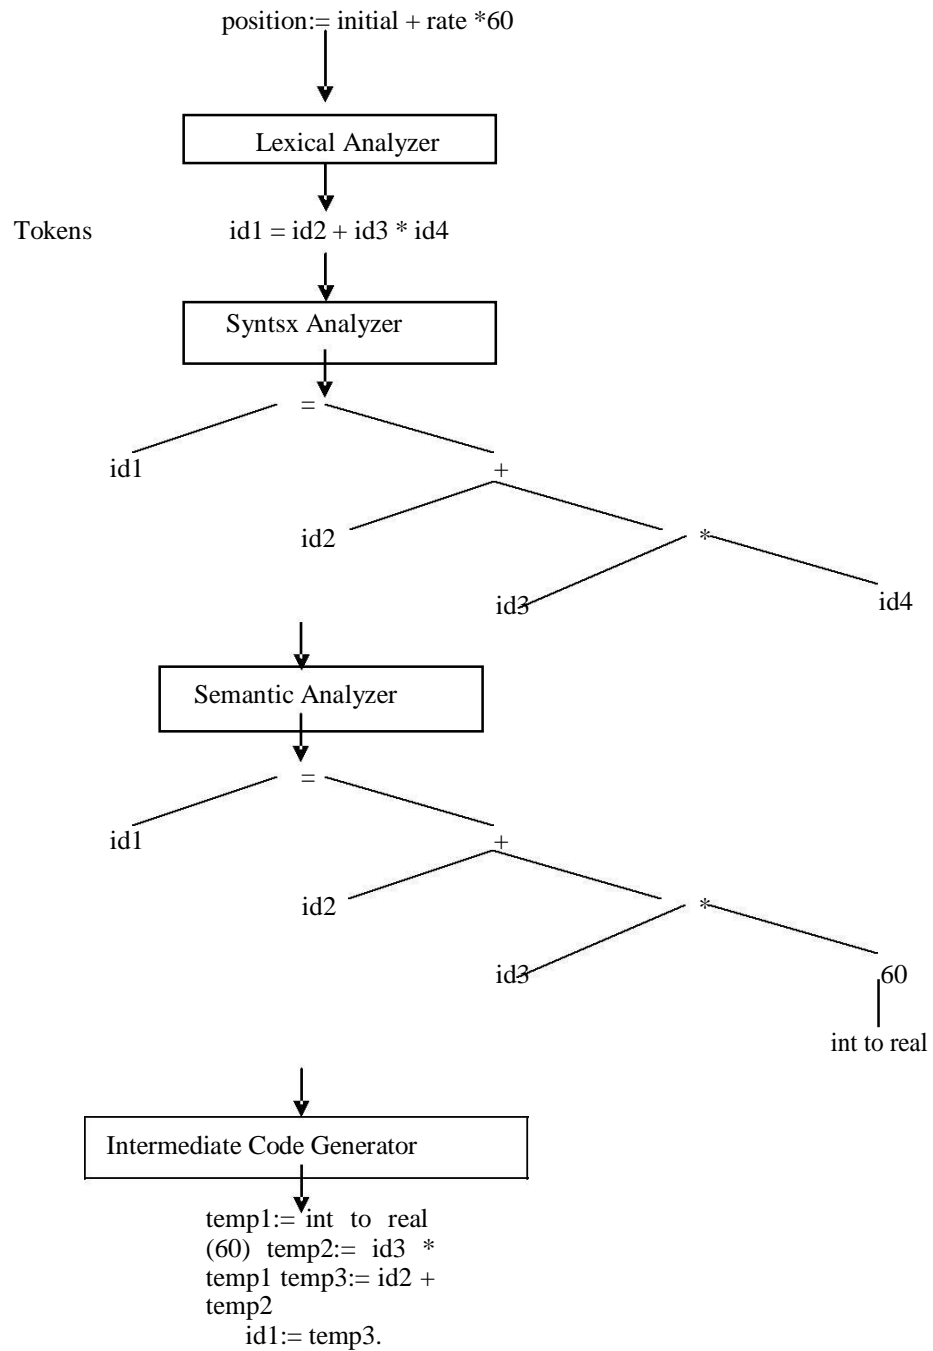 position:= initial + rate *60
Lexical Analyzer
Tokens id1 = id2 + id3 * id4
Syntsx Analyzer
=
id1
+
id2
*
id3 id4
Semantic Analyzer
=
id1
+
id2
*
id3 60
int to real
Intermediate Code Generator
temp1:= int to real
(60) temp2:= id3 *
temp1 temp3:= id2 +
temp2
id1:= temp3.